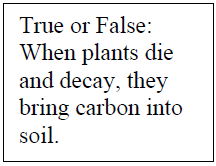 True or False:
When plants die
and decay, they
bring carbon into
soil.